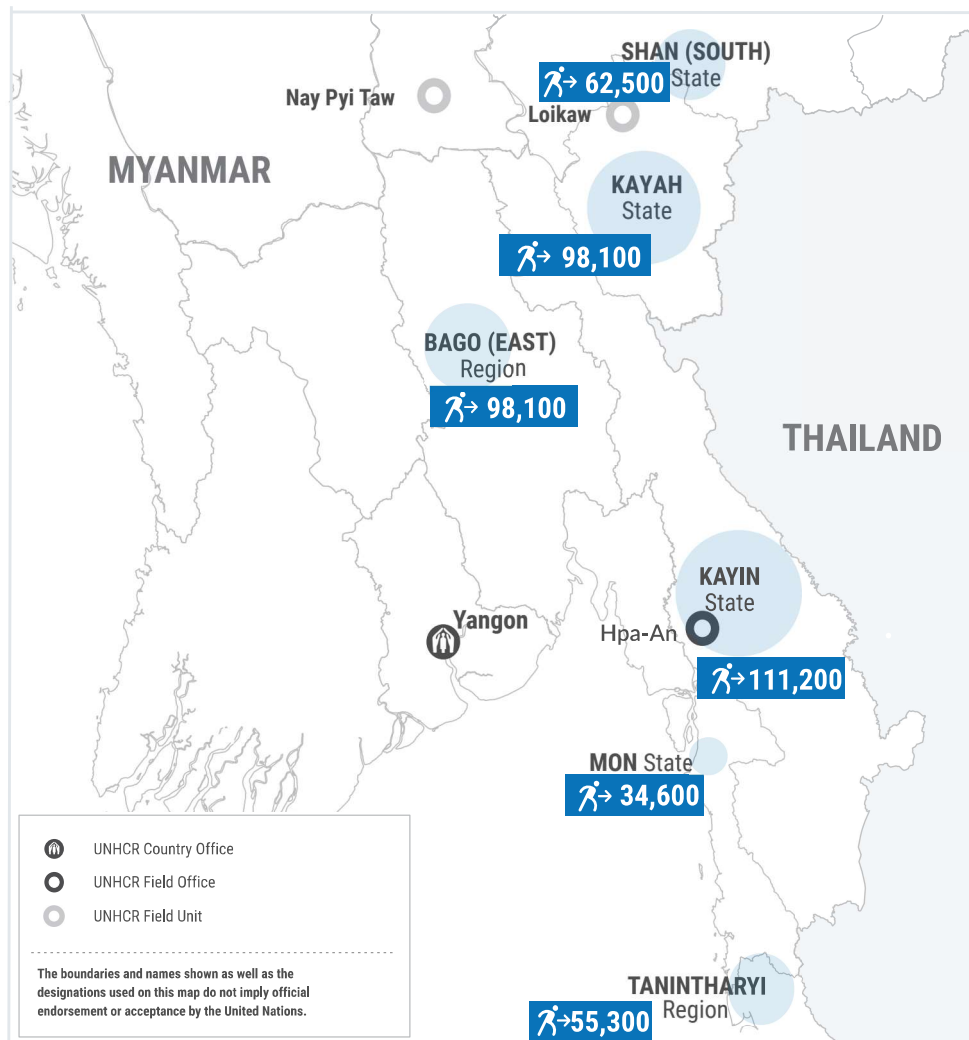 SHAN (SOUTH)
State
62,500
Nay Pyi Taw
Loikaw
MYANMAR
KAYAH
State
98,100
BAGO (EAST)
Region
98,100
THAILAND
KAYIN
State
Yangon
Hpa-An
111,200
MON State
34,600
UNHCR Country Office
UNHCR Field Office
UNHCR Field Unit
The boundaries and names shown as well as the
designations used on this map do not imply official
endorsement or acceptance by the United Nations.
TANINTHARYI
Region
55,300